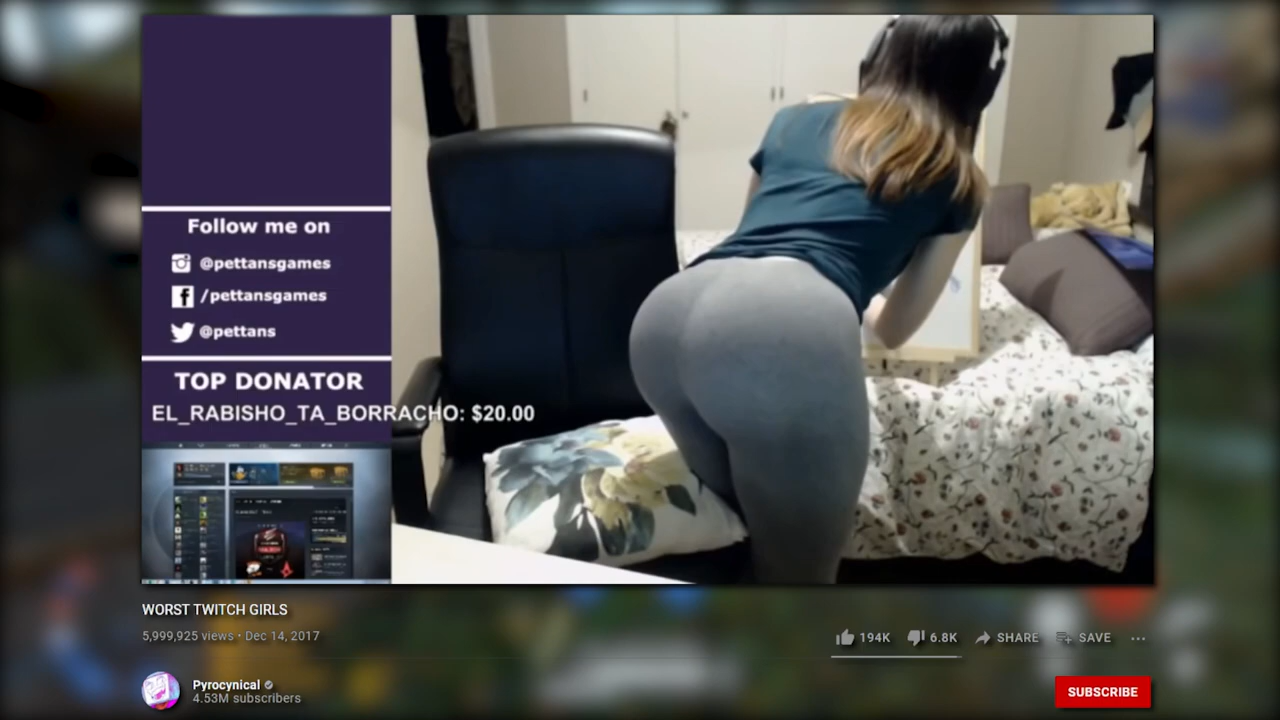 Follow me on
@pettansgames
/pettansgames
@pettans
TOP DONATOR
EL_RABISHO_TA_BORRACHO: $20.00
WORST TWITCH GIRLS
5,999,925 views • Dec 14, 2017
194K 6.8K SHARE SAVE
Pyrocynical
4.53M subscribers
SUBSCRIBE